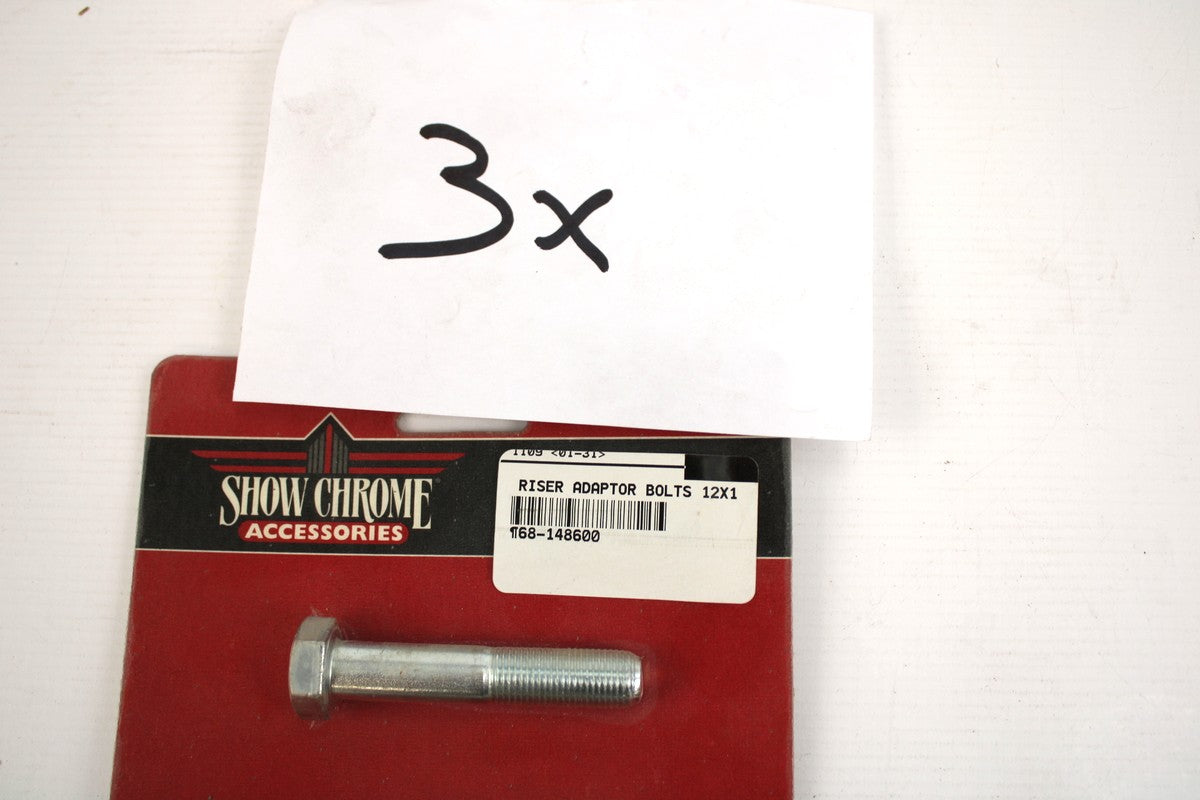 3x
SHOW CHROME
ACCESSORIES
1109 <01-31>
RISER ADAPTOR BOLTS 12X1
¶68-148600